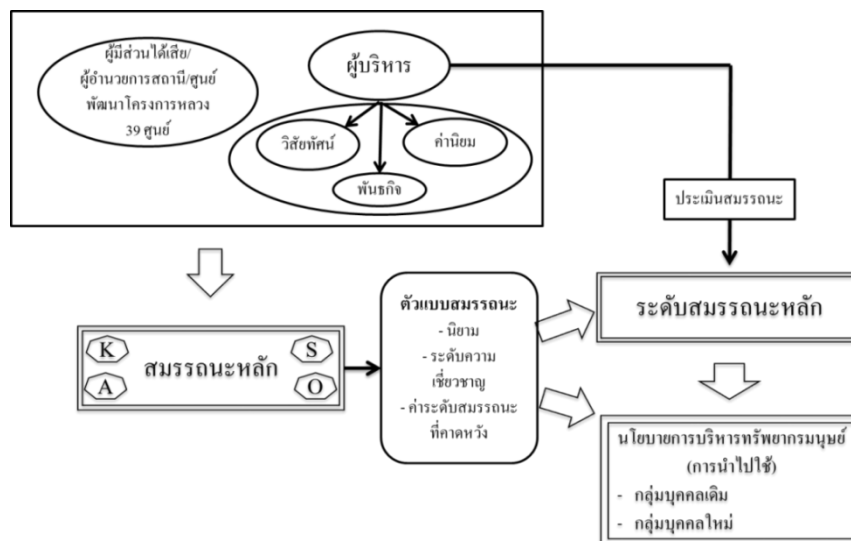 ผู้มีส่วนได้เสีย/
ผู้อำนวยการสถานี/ศูนย์
พัฒนาโครงการหลวง
39 ศูนย์
ผู้บริหาร
วิสัยทัศน์
ค่านิยม
พันธกิจ
ประเมินสมรรถนะ
K
S
สมรรถนะหลัก
A
O
ตัวแบบสมรรถนะ
- นิยาม
- ระดับความ
เชี่ยวชาญ
- ค่าระดับสมรรถนะ
ที่คาดหวัง
ระดับสมรรถนะหลัก
นโยบายการบริหารทรัพยากรมนุษย์
(การนำไปใช้)
- กลุ่มบุคคลเดิม
- กลุ่มบุคคลใหม่